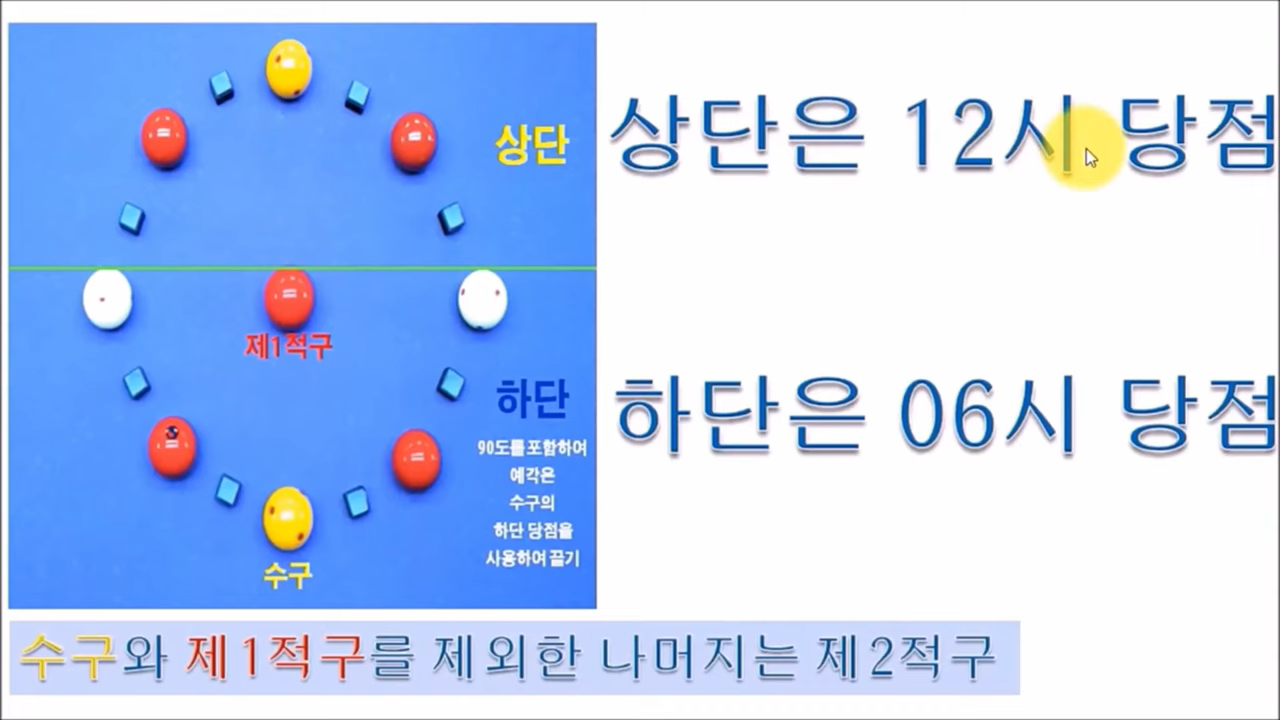 상단
상단은 12시 당점
제1적구
하단
하단은 06시 당점
90도를 포함하여
예각은
수구의
하단 당점을
사용하여 끌기
수구
수구와 제1적구를 제외한 나머지는 제2적구